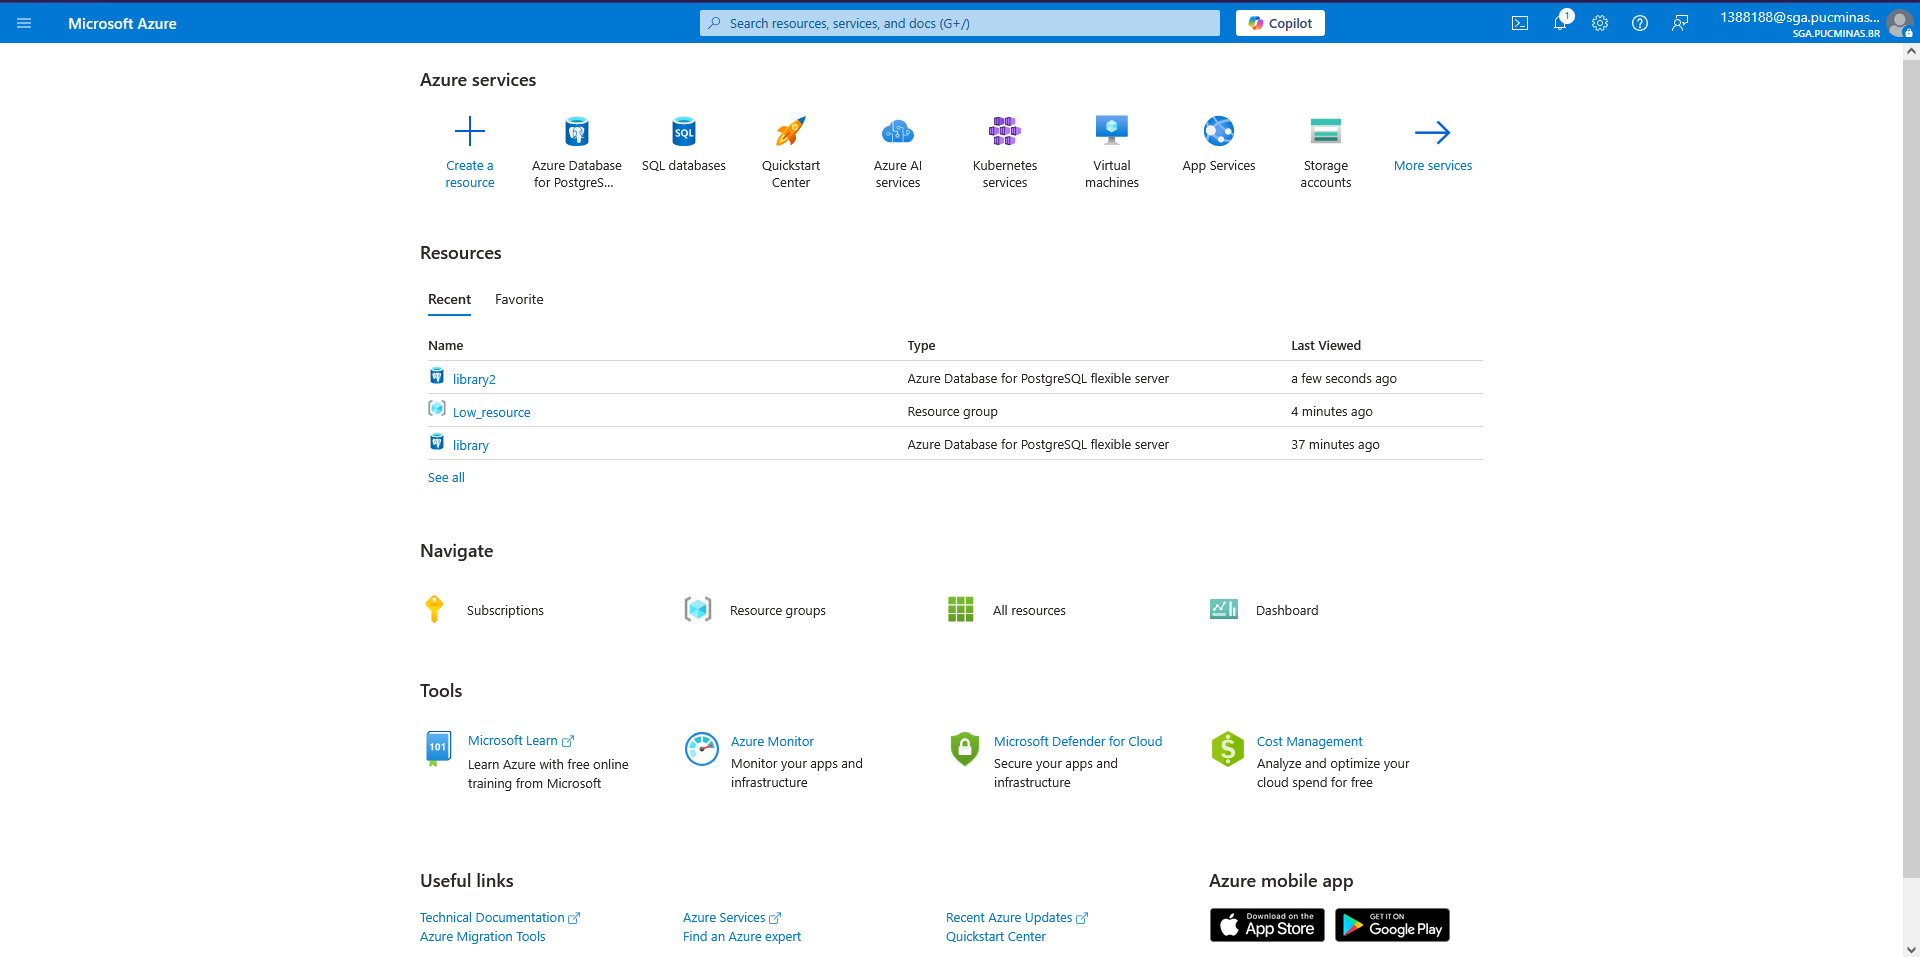 Microsoft Azure
Search resources, services, and docs (G+/)
Copilot
1
1388188@sga.pucminas...
SGA.PUCMINAS.BR
Azure services
Create a
resource
Azure Database
for PostgreS...
SQL
SQL databases
Quickstart
Center
Azure AI
services
Kubernetes
services
Virtual
machines
App Services
Storage
accounts
More services
Resources
Recent
Favorite
Name
Type
Last Viewed
library2
Azure Database for PostgreSQL flexible server
a few seconds ago
Low_resource
Resource group
4 minutes ago
library
Azure Database for PostgreSQL flexible server
37 minutes ago
See all
Navigate
Subscriptions
Resource groups
All resources
Dashboard
Tools
101
Microsoft Learn
Learn Azure with free online
training from Microsoft
Azure Monitor
Monitor your apps and
infrastructure
Microsoft Defender for Cloud
Secure your apps and
infrastructure
$
Cost Management
Analyze and optimize your
cloud spend for free
Useful links
Technical Documentation
Azure Migration Tools
Azure Services
Find an Azure expert
Recent Azure Updates
Quickstart Center
Azure mobile app
Download on the
App Store
GET IT ON
Google Play